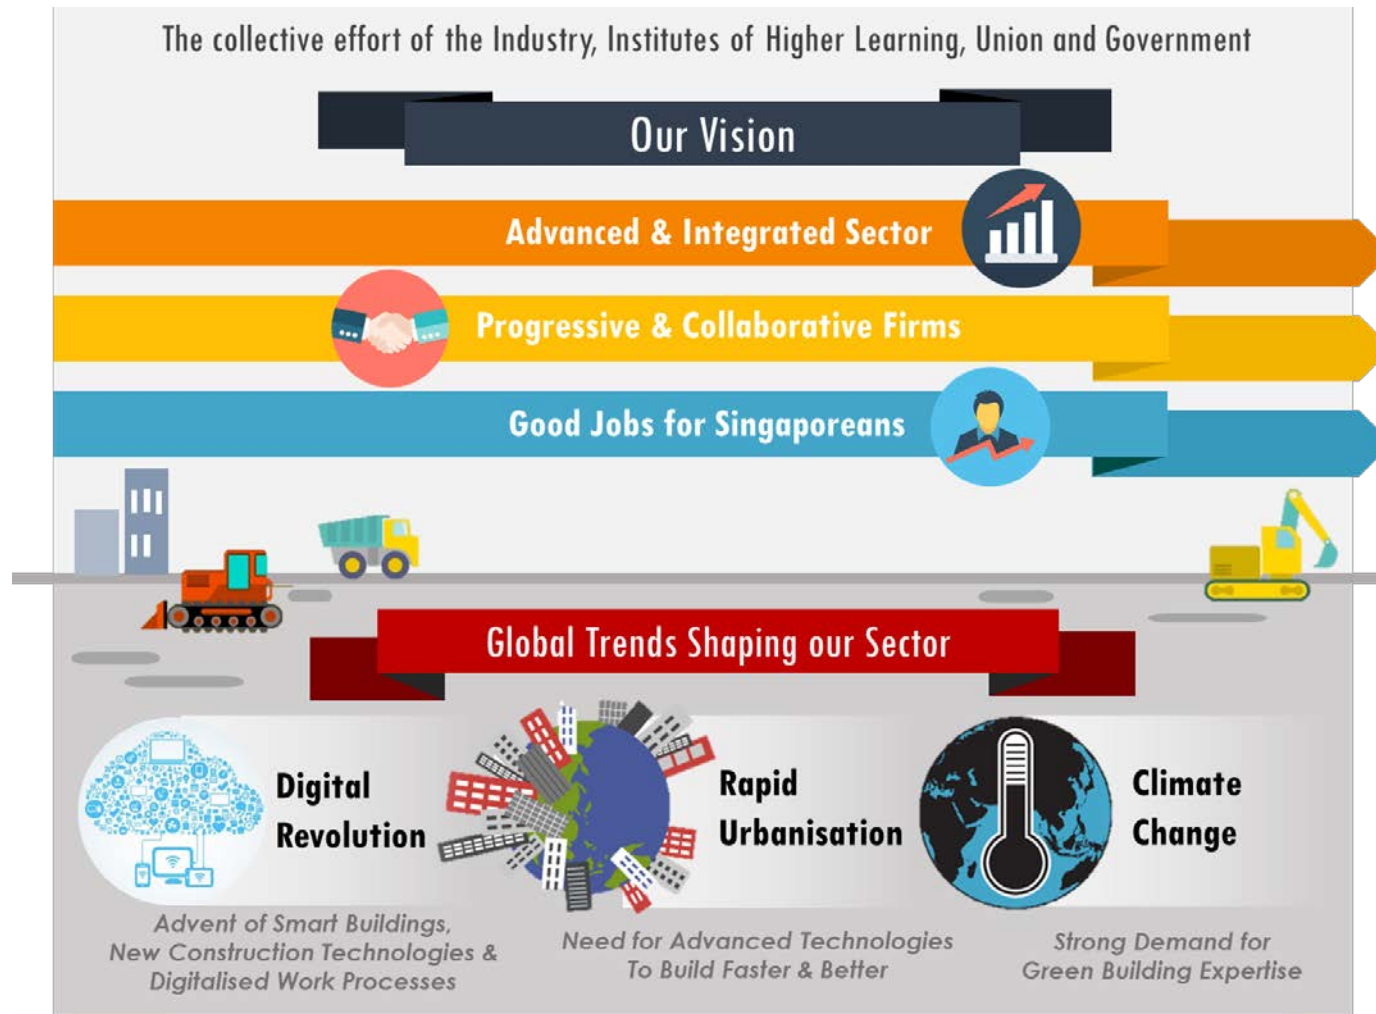 The collective effort of the Industry, Institutes of Higher Learning, Union and Government
Our Vision
Advanced & Integrated Sector
Progressive & Collaborative Firms
Good Jobs for Singaporeans
Global Trends Shaping our Sector
Digital
Revolution
Advent of Smart Buildings,
New Construction Technologies &
Digitalised Work Processes
Rapid
Urbanisation
Need for Advanced Technologies
To Build Faster & Better
Climate
Change
Strong Demand for
Green Building Expertise